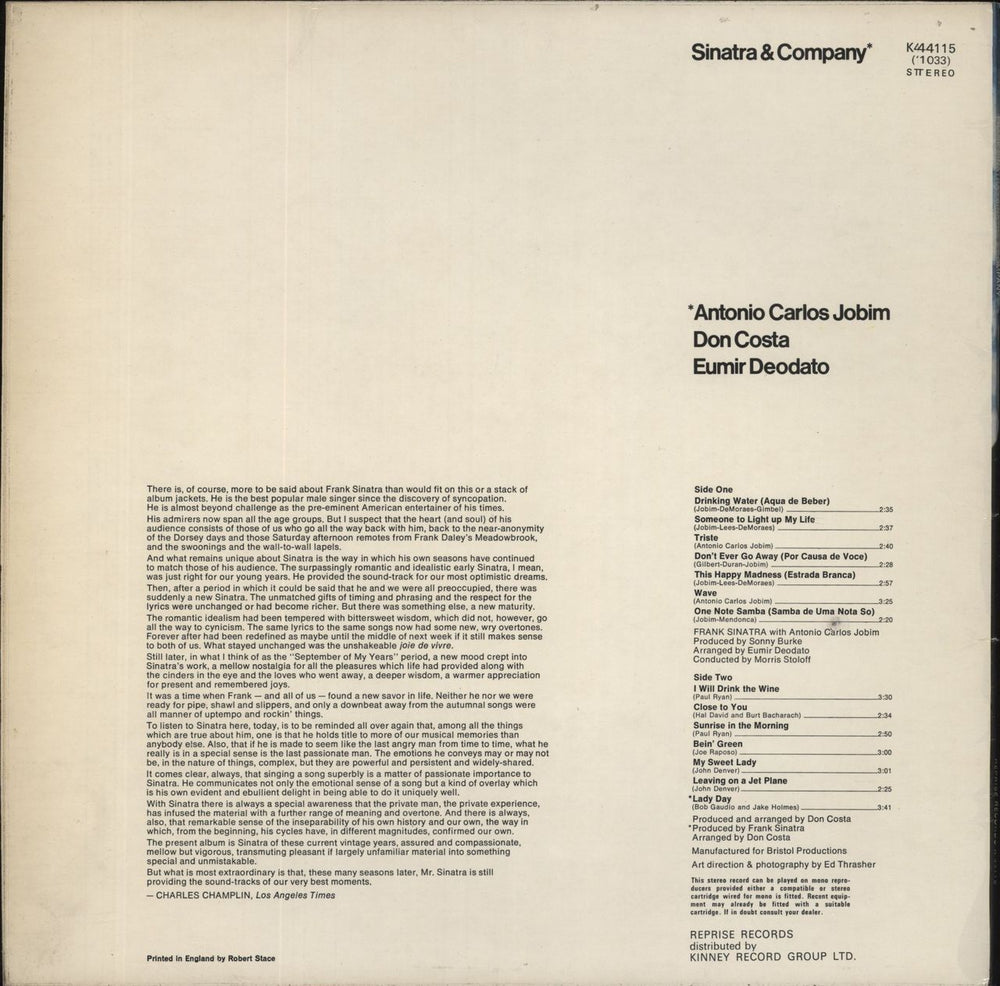 Sinatra & Company*
K44115
(1033)
STEREO
*Antonio Carlos Jobim
Don Costa
Eumir Deodato
There is, of course, more to be said about Frank Sinatra than would fit on this or a stack of
album jackets. He is the best popular male singer since the discovery of syncopation.
He is almost beyond challenge as the pre-eminent American entertainer of his times.
His admirers now span all the age groups. But I suspect that the heart (and soul) of his
audience consists of those of us who go all the way back with him, back to the near-anonymity
of the Dorsey days and those Saturday afternoon remotes from Frank Daley's Meadowbrook,
and the swoonings and the wall-to-wall lapels.
And what remains unique about Sinatra is the way in which his own seasons have continued
to match those of his audience. The surpassingly romantic and idealistic early Sinatra, I mean,
was just right for our young years. He provided the sound-track for our most optimistic dreams.
Then, after a period in which it could be said that he and we were all preoccupied, there was
suddenly a new Sinatra. The unmatched gifts of timing and phrasing and the respect for the
lyrics were unchanged or had become richer. But there was something else, a new maturity.
The romantic idealism had been tempered with bittersweet wisdom, which did not, however, go
all the way to cynicism. The same lyrics to the same songs now had some new, wry overtones.
Forever after had been redefined as maybe until the middle of next week if it still makes sense
to both of us. What stayed unchanged was the unshakeable joie de vivre.
Still later, in what I think of as the "September of My Years" period, a new mood crept into
Sinatra's work, a mellow nostalgia for all the pleasures which life had provided along with
the cinders in the eye and the loves who went away, a deeper wisdom, a warmer appreciation
for present and remembered joys.
It was a time when Frank — and all of us — found a new savor in life. Neither he nor we were
ready for pipe, shawl and slippers, and only a downbeat away from the autumnal songs were
all manner of uptempo and rockin' things.
To listen to Sinatra here, today, is to be reminded all over again that, among all the things
which are true about him, one is that he holds title to more of our musical memories than
anybody else. Also, that if he is made to seem like the last angry man from time to time, what he
really is in a special sense is the last passionate man. The emotions he conveys may or may not
be, in the nature of things, complex, but they are powerful and persistent and widely-shared.
It comes clear, always, that singing a song superbly is a matter of passionate importance to
Sinatra. He communicates not only the emotional sense of a song but a kind of overlay which
is his own evident and ebullient delight in being able to do it uniquely well.
With Sinatra there is always a special awareness that the private man, the private experience,
has infused the material with a further range of meaning and overtone. And there is always,
also, that remarkable sense of the inseparability of his own history and our own, the way in
which, from the beginning, his cycles have, in different magnitudes, confirmed our own.
The present album is Sinatra of these current vintage years, assured and compassionate,
mellow but vigorous, transmuting pleasant if largely unfamiliar material into something
special and unmistakable.
But what is most extraordinary is that, these many seasons later, Mr. Sinatra is still
providing the sound-tracks of our very best moments.
— CHARLES CHAMPLIN, Los Angeles Times
Printed in England by Robert Stace
Side One
Drinking Water (Aqua de Beber)
(Jobim-DeMoraes-Gimbel) 2:35
Someone to Light up My Life
(Jobim-Lees-DeMoraes) 2:37
Triste
(Antonio Carlos Jobim) 2:40
Don't Ever Go Away (Por Causa de Voce)
(Gilbert-Duran-Jobim) 2:28
This Happy Madness (Estrada Branca)
(Jobim-Lees-DeMoraes) 2:57
Wave
(Antonio Carlos Jobim) 3:25
One Note Samba (Samba de Uma Nota So)
(Jobim-Mendonca) 2:20
FRANK SINATRA with Antonio Carlos Jobim
Produced by Sonny Burke
Arranged by Eumir Deodato
Conducted by Morris Stoloff
Side Two
I Will Drink the Wine
(Paul Ryan) 3:30
Close to You
(Hal David and Burt Bacharach) 2:34
Sunrise in the Morning
(Paul Ryan) 2:50
Bein' Green
(Joe Raposo) 3:00
My Sweet Lady
(John Denver) 3:01
Leaving on a Jet Plane
(John Denver) 2:25
*Lady Day
(Bob Gaudio and Jake Holmes) 3:41
Produced and arranged by Don Costa
*Produced by Frank Sinatra
Arranged by Don Costa
Manufactured for Bristol Productions
Art direction & photography by Ed Thrasher
This stereo record can be played on mono repro-
ducers provided either a compatible or stereo
cartridge wired for mono is fitted. Recent equip-
ment may already be fitted with a suitable
cartridge. If in doubt consult your dealer.
REPRISE RECORDS
distributed by
KINNEY RECORD GROUP LTD.